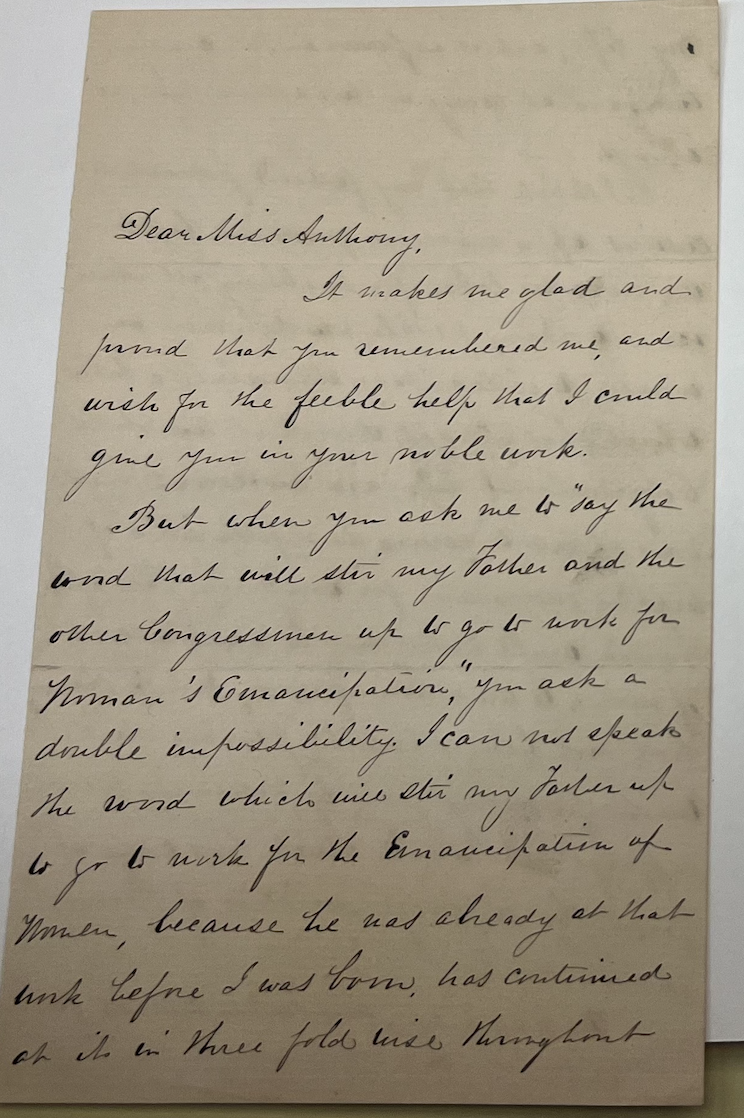 Dear Miss Anthony,
It makes me glad and
proud that you remembered me, and
wish for the feeble help that I could
give you in your noble work.
But when you ask me to "say the
word that will stir my Father and the
other Congressmen up to go to work for
Woman's Emancipation," you ask a
double impossibility. I can not speak
the word which will stir my Father up
to go to work for the Emancipation of
Women, because he was already at that
work before I was born, has continued
at it in three fold wise throughout